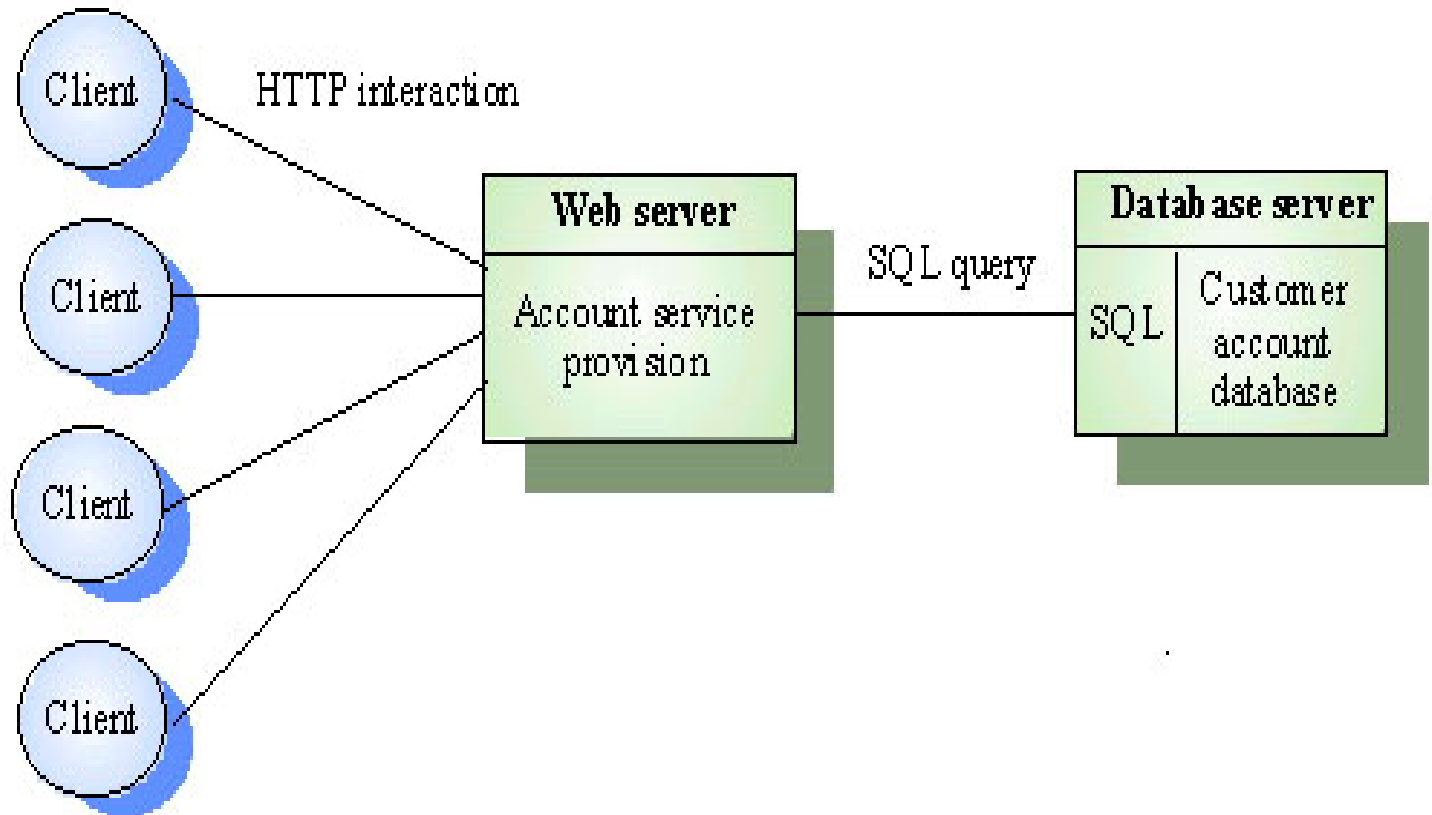 Client
HTTP interaction
Client
Client
Client
Web server
Account service
provision
SQL query
Database server
SQL
Customer
account
database